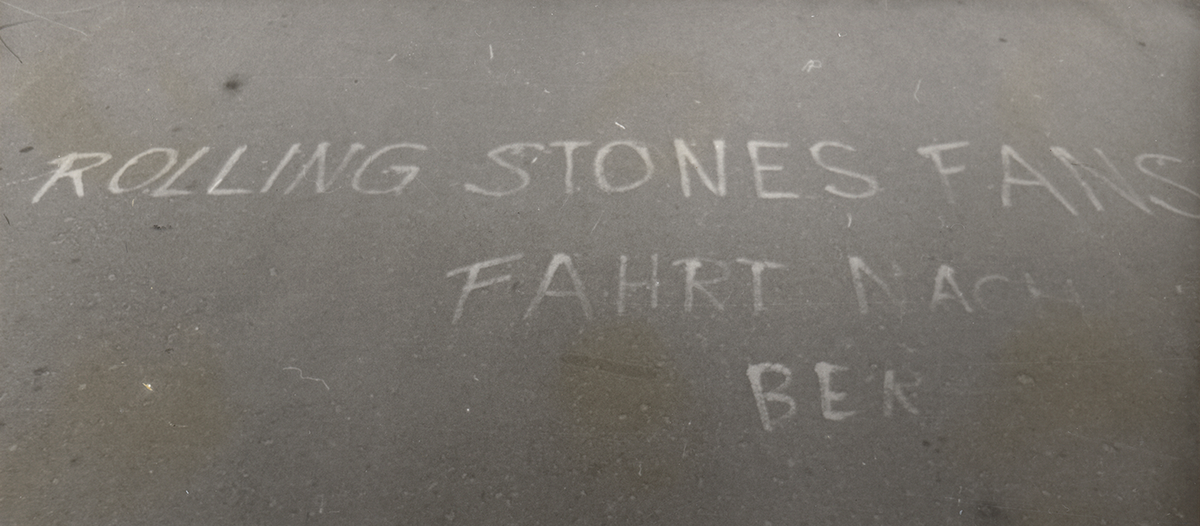 ROLLING STONES FANS
FAHRT NACH
BER